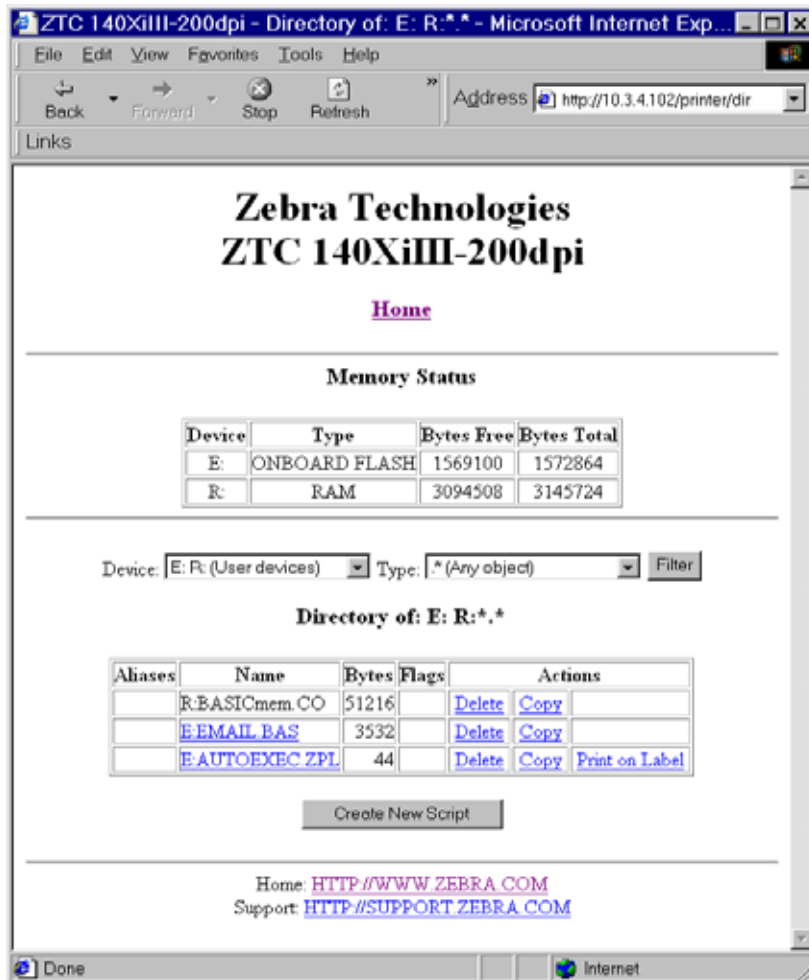 ZTC 140XiIII-200dpi - Directory of: E: R:*.* - Microsoft Internet Exp...
File Edit View Favorites Tools Help
Back Forward Stop Refresh » Address http://10.3.4.102/printer/dir
Links
Zebra Technologies
ZTC 140XiIII-200dpi
Home
Memory Status
Device Type Bytes Free Bytes Total
E: ONBOARD FLASH 1569100 1572864
R: RAM 3094508 3145724
Device: E: R: (User devices) Type: .* (Any object) Filter
Directory of: E: R:*.*
Aliases Name Bytes Flags Actions
R:BASICmem.CO 51216 Delete Copy
E:EMAIL.BAS 3532 Delete Copy
E:AUTOEXEC.ZPL 44 Delete Copy Print on Label
Create New Script
Home: HTTP://WWW.ZEBRA.COM
Support: HTTP://SUPPORT.ZEBRA.COM
Done Internet